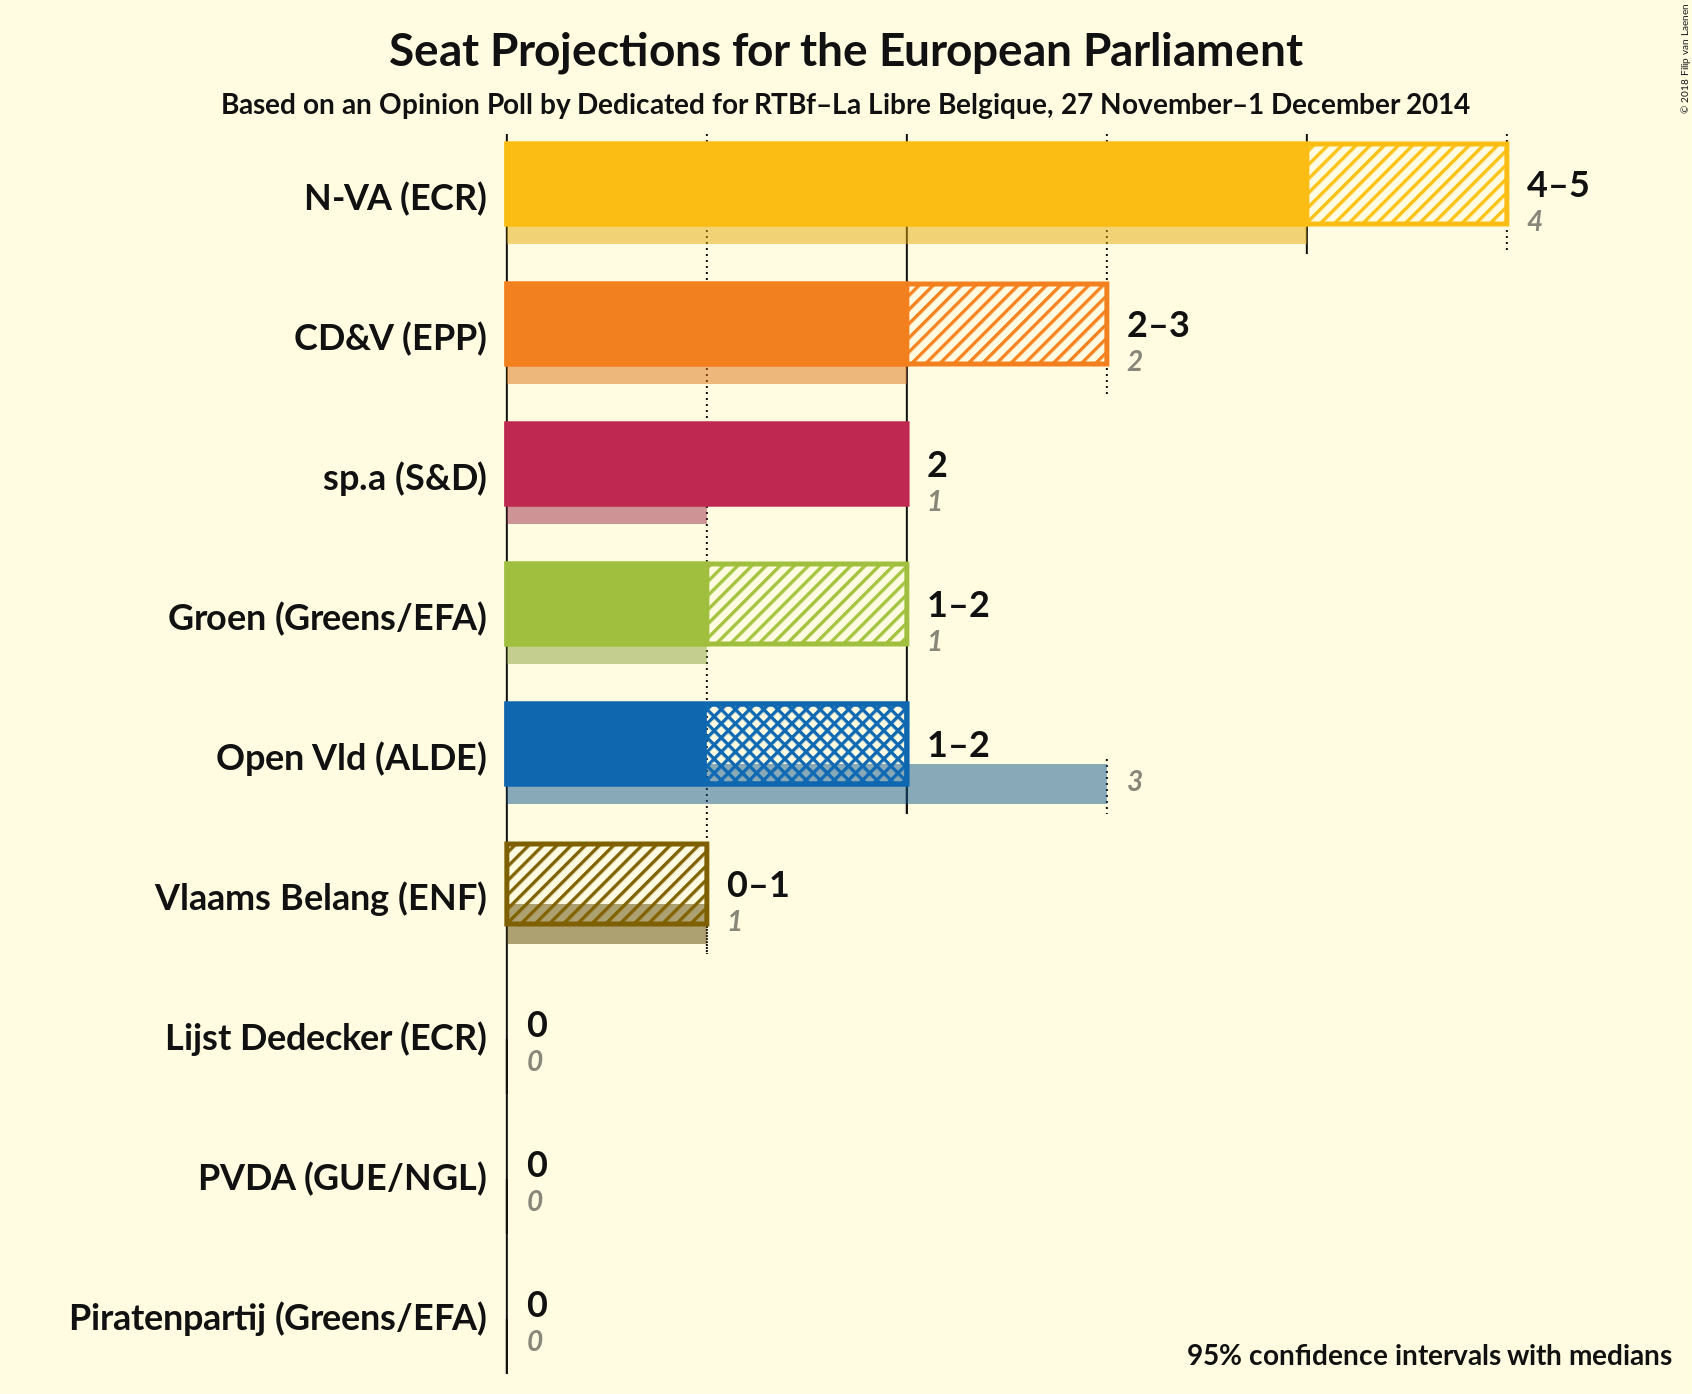 Seat Projections for the European Parliament
Based on an Opinion Poll by Dedicated for RTBf–La Libre Belgique, 27 November–1 December 2014
© 2018 Filip van Laenen
N-VA (ECR)
4–5
4
CD&V (EPP)
2–3
2
sp.a (S&D)
2
1
Groen (Greens/EFA)
1–2
1
Open Vld (ALDE)
1–2
3
Vlaams Belang (ENF)
0–1
1
Lijst Dedecker (ECR)
0
0
PVDA (GUE/NGL)
0
0
Piratenpartij (Greens/EFA)
0
0
95% confidence intervals with medians